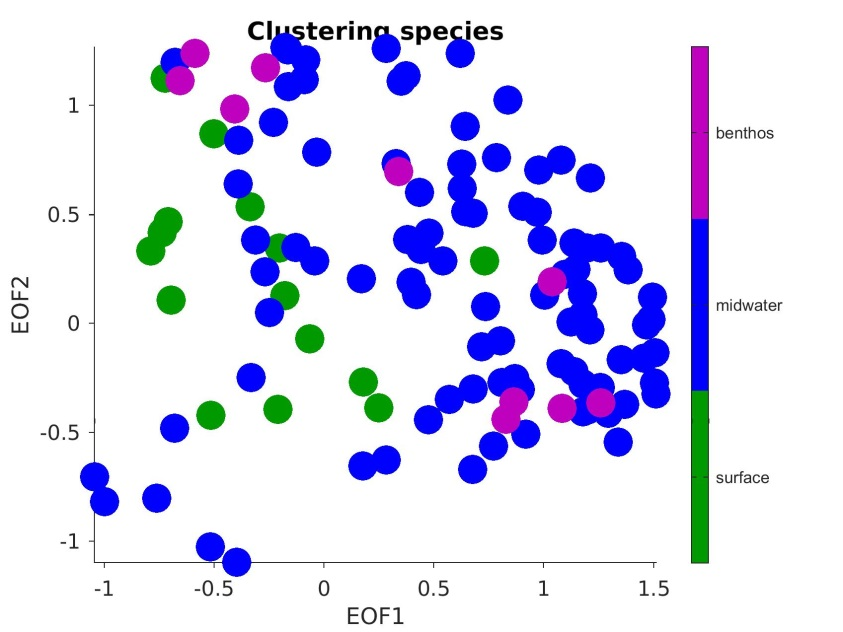 Clustering species
1
0.5
0
-0.5
-1
EOF2
-1
-0.5
0
0.5
1
1.5
EOF1
benthos
midwater
surface